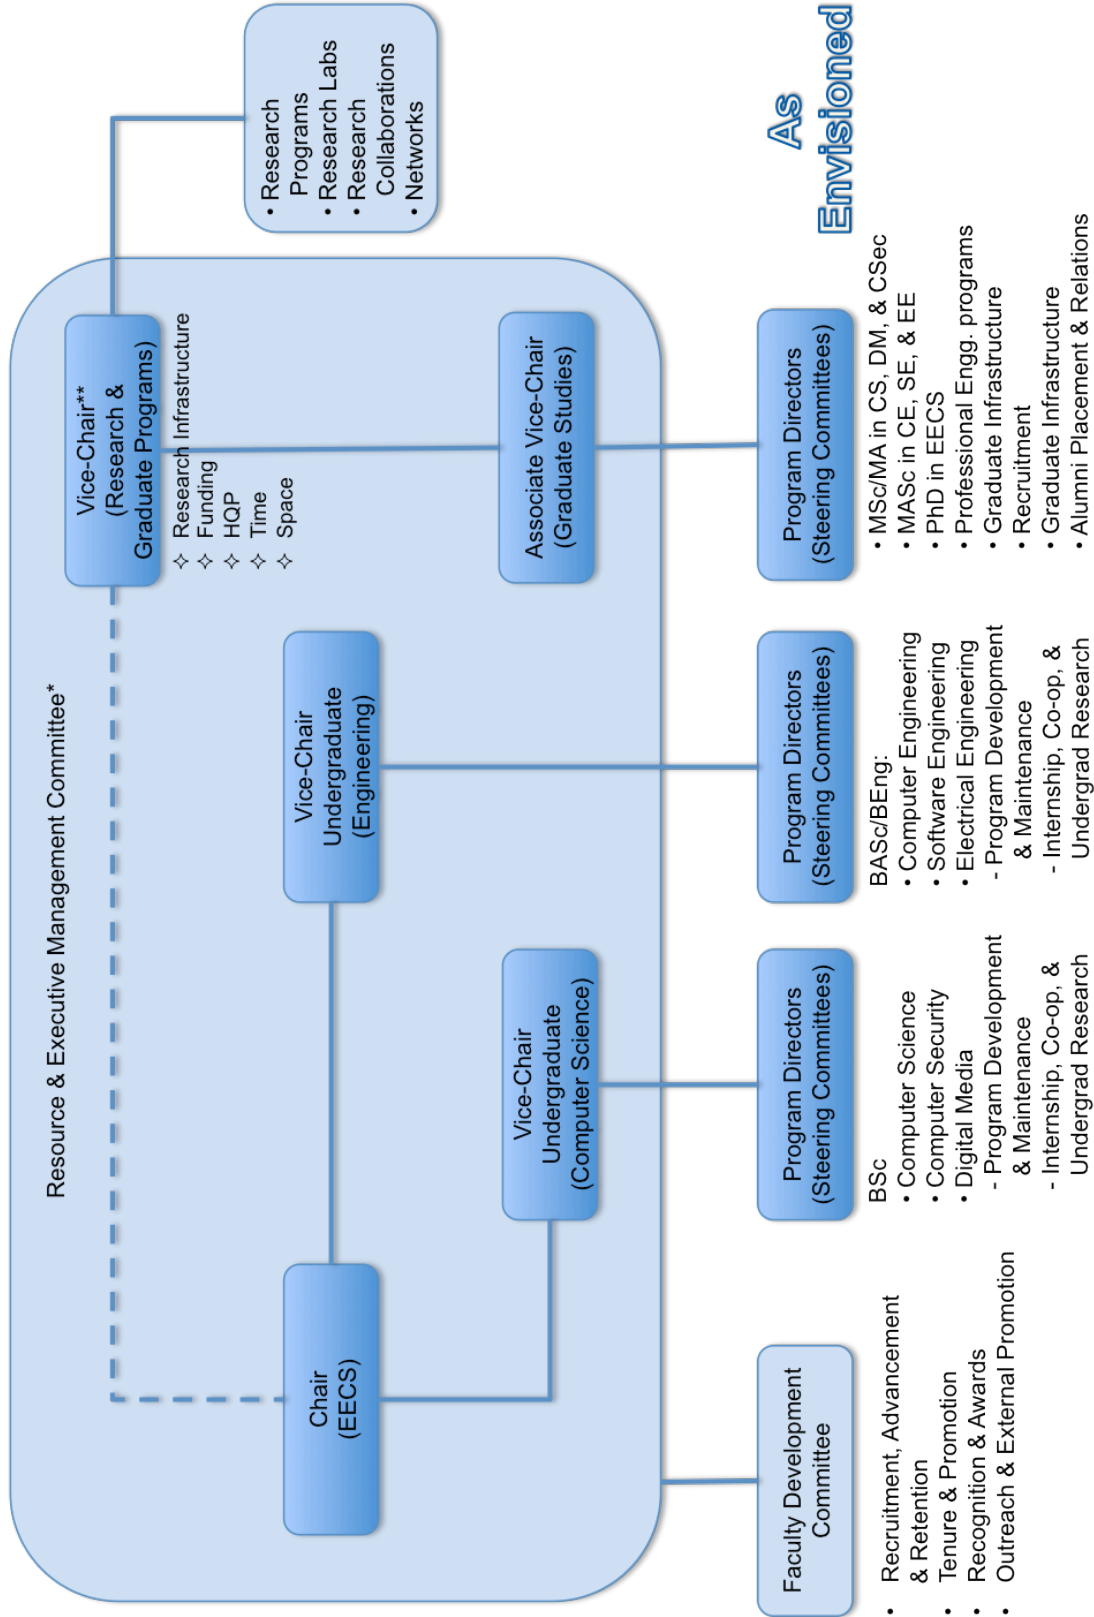 Resource & Executive Management Committee*
Vice-Chair**
(Research &
Graduate Programs)
✧ Research Infrastructure
✧ Funding
✧ HQP
✧ Time
✧ Space
• Research
Programs
• Research Labs
• Research
Collaborations
• Networks
Chair
(EECS)
Vice-Chair
Undergraduate
(Engineering)
Vice-Chair
Undergraduate
(Computer Science)
Associate Vice-Chair
(Graduate Studies)
Faculty Development
Committee
• Recruitment, Advancement
& Retention
• Tenure & Promotion
• Recognition & Awards
• Outreach & External Promotion
Program Directors
(Steering Committees)
BSc
• Computer Science
• Computer Security
• Digital Media
- Program Development
& Maintenance
- Internship, Co-op, &
Undergrad Research
Program Directors
(Steering Committees)
BASc/BEng:
• Computer Engineering
• Software Engineering
• Electrical Engineering
- Program Development
& Maintenance
- Internship, Co-op, &
Undergrad Research
Program Directors
(Steering Committees)
• MSc/MA in CS, DM, & CSec
• MASc in CE, SE, & EE
• PhD in EECS
• Professional Engg. programs
• Graduate Infrastructure
• Recruitment
• Graduate Infrastructure
• Alumni Placement & Relations
As
Envisioned